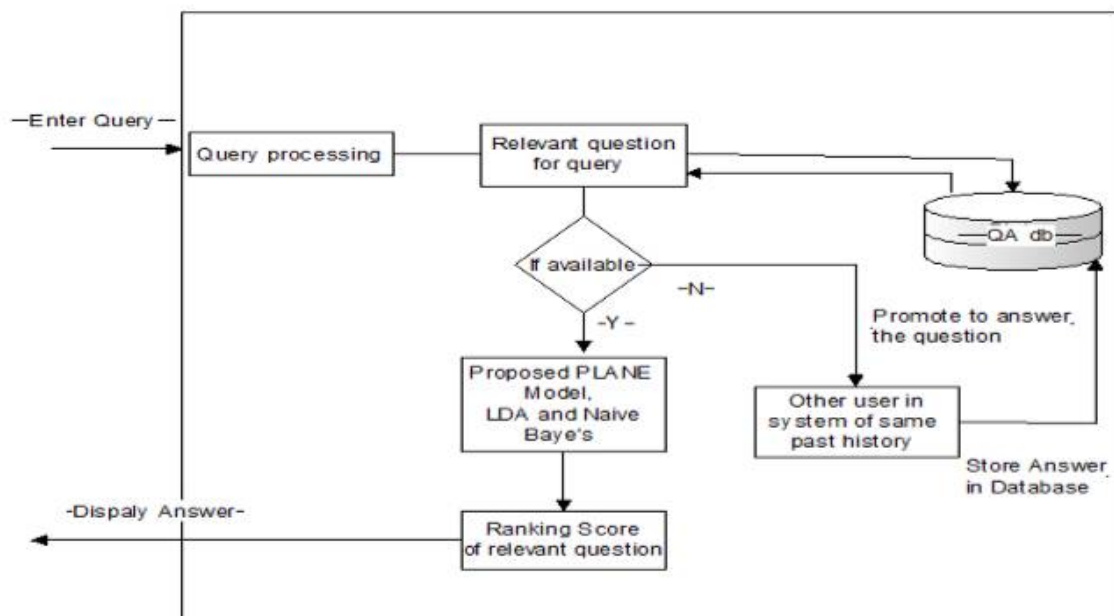 Enter Query
Query processing
Relevant question
for query
QA db
If available
-N-
-Y -
Promote to answer,
the question
Proposed PLANE
Model,
LDA and Naive
Baye's
Other user in
system of same
past history
Store Answer
in Database
-Dispaly Answer-
Ranking Score
of relevant question